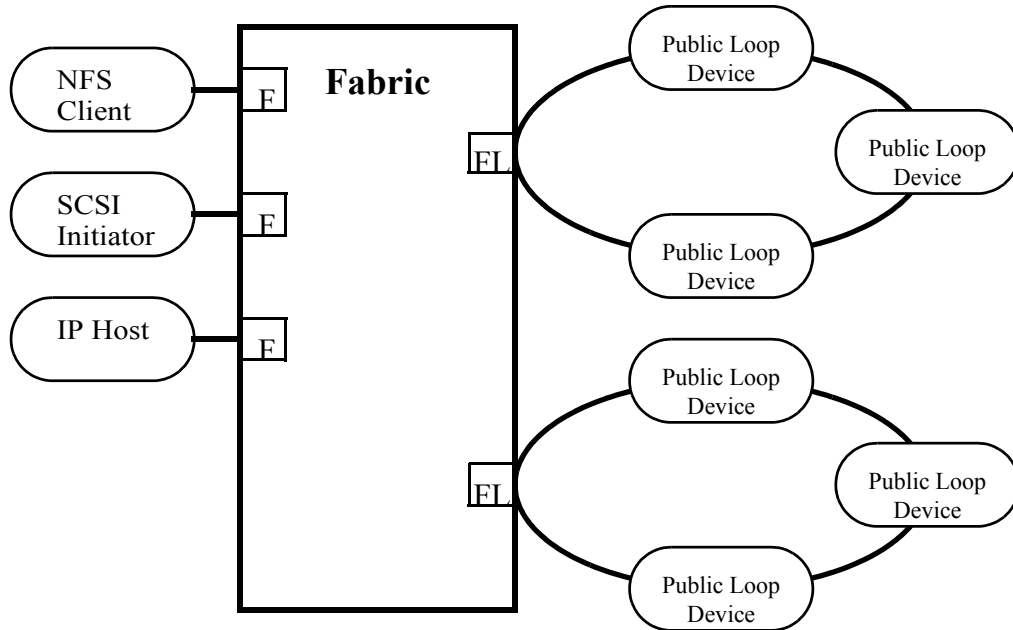 NFS
Client
F
SCSI
Initiator
F
IP Host
F
Fabric
FL
FL
Public Loop
Device
Public Loop
Device
Public Loop
Device
Public Loop
Device
Public Loop
Device
Public Loop
Device